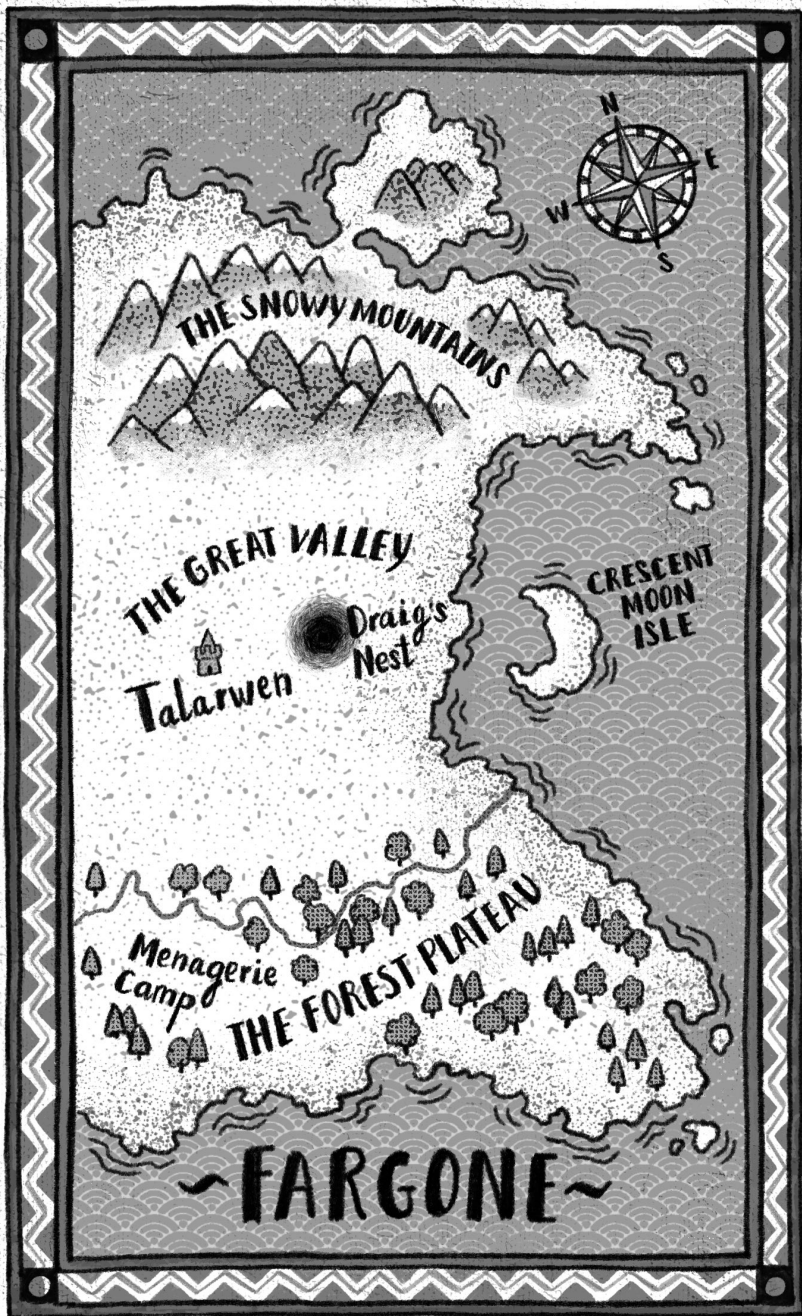 N
E
W
S
THE SNOWY MOUNTAINS
THE GREAT VALLEY
CRESCENT
MOON
ISLE
Draig's
Nest
Talarwen
Menagerie
Camp
THE FOREST PLATEAU
~FARGONE~